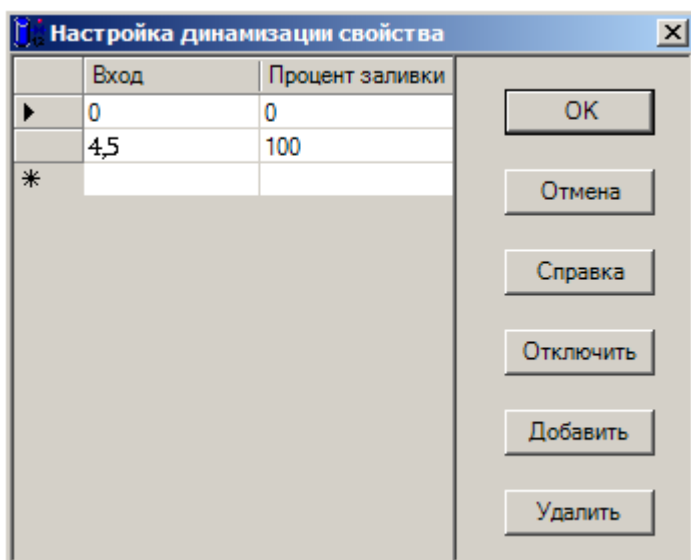 Настройка динамизации свойства
Вход Процент заливки
0 0
4,5 100
OK
Отмена
Справка
Отключить
Добавить
Удалить